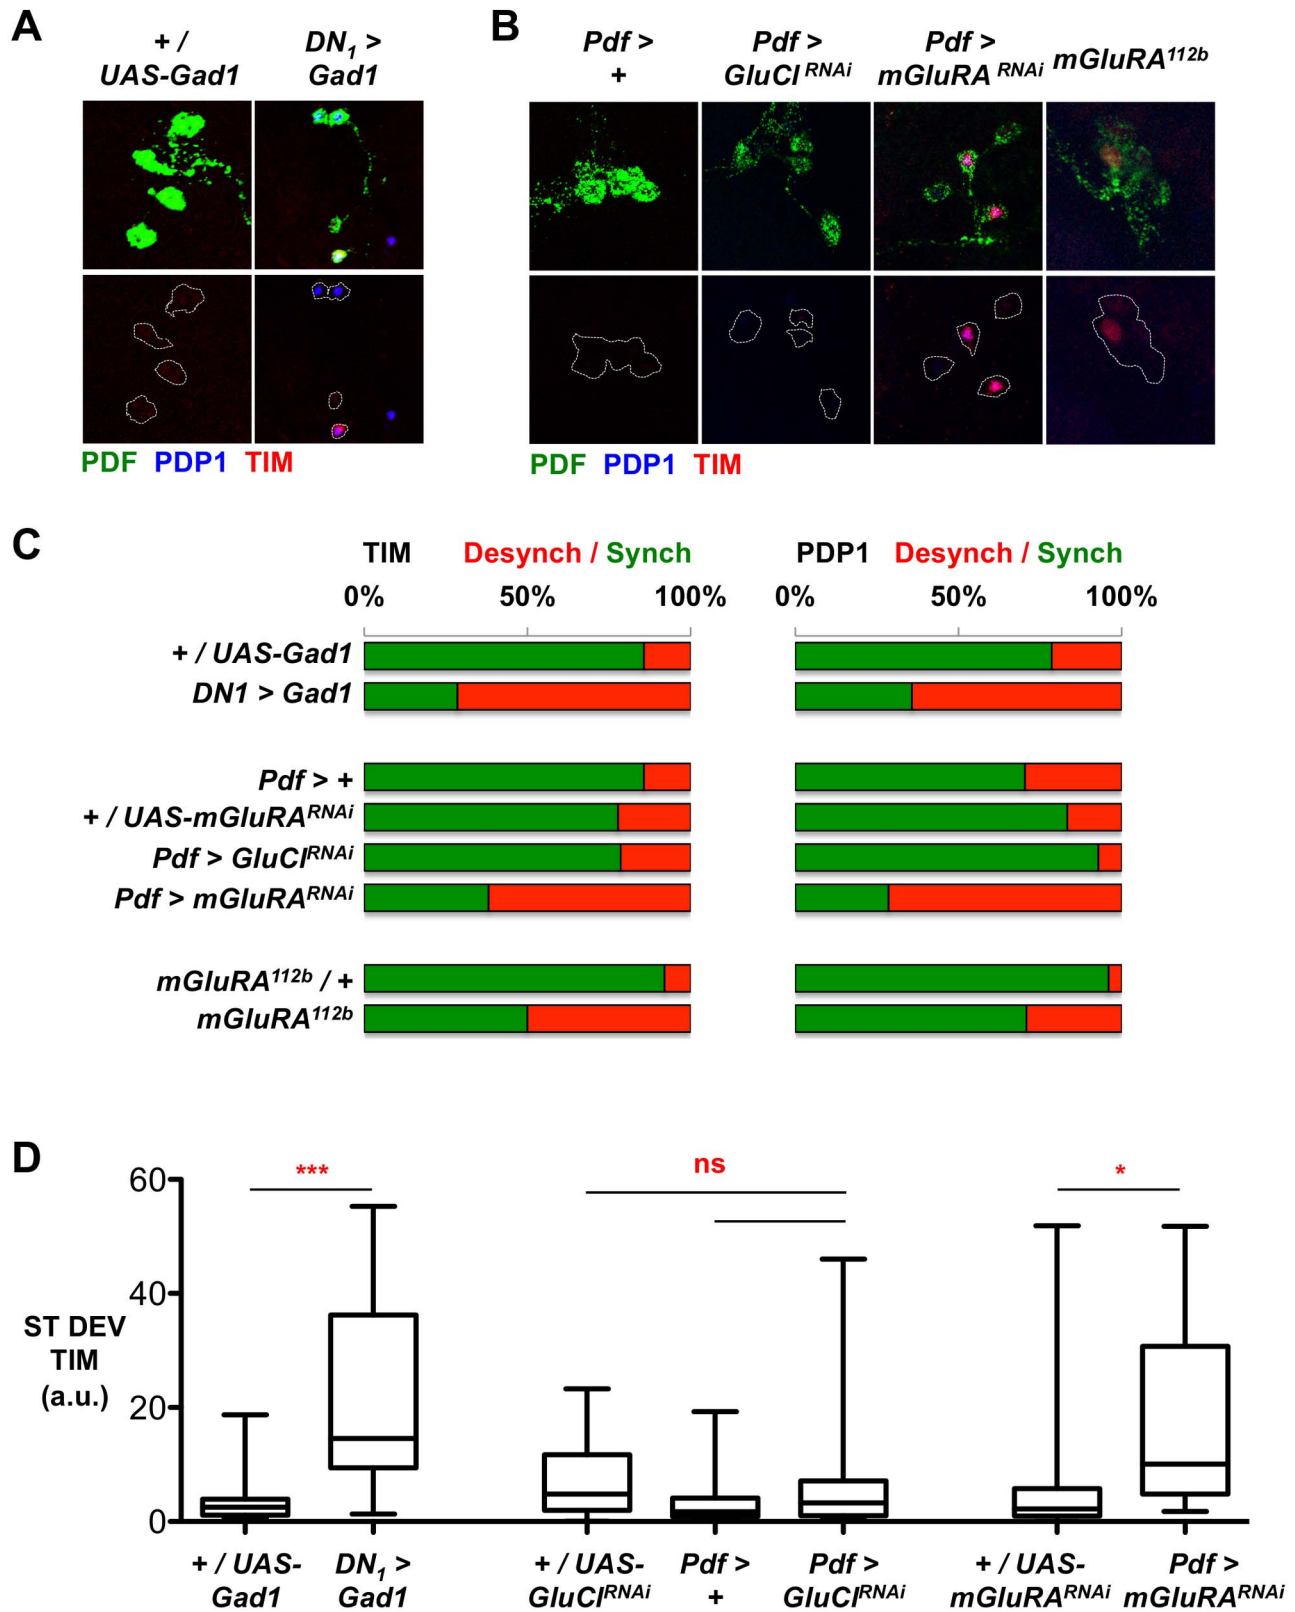 A
+ /
UAS-Gad1
DN₁ >
Gad1
PDF PDP1 TIM
B
Pdf >
+
Pdf >
GluCl RNAi
Pdf >
mGluRA RNAi
mGluRA112b
PDF PDP1 TIM
C
TIM Desynch / Synch
0% 50% 100%
PDP1 Desynch / Synch
0% 50% 100%
+ / UAS-Gad1
DN1 > Gad1
Pdf > +
+ / UAS-mGluRARNAi
Pdf > GluClRNAi
Pdf > mGluRARNAi
mGluRA112b / +
mGluRA112b
D
60
40
20
0
ST DEV
TIM
(a.u.)
***
ns
*
+ / UAS-
Gad1
DN₁ >
Gad1
+ / UAS-
GluClRNAi
Pdf >
+
Pdf >
GluClRNAi
+ / UAS-
mGluRARNAi
Pdf >
mGluRARNAi